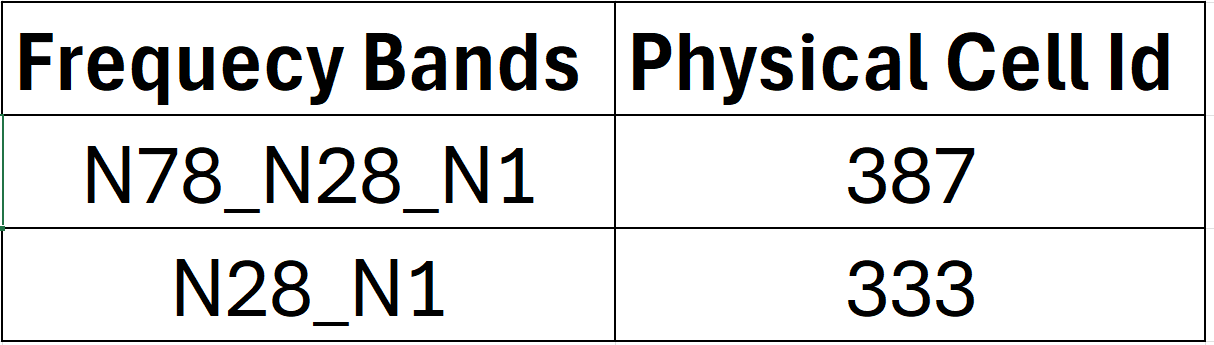 Frequecy Bands Physical Cell Id
N78_N28_N1 387
N28_N1 333